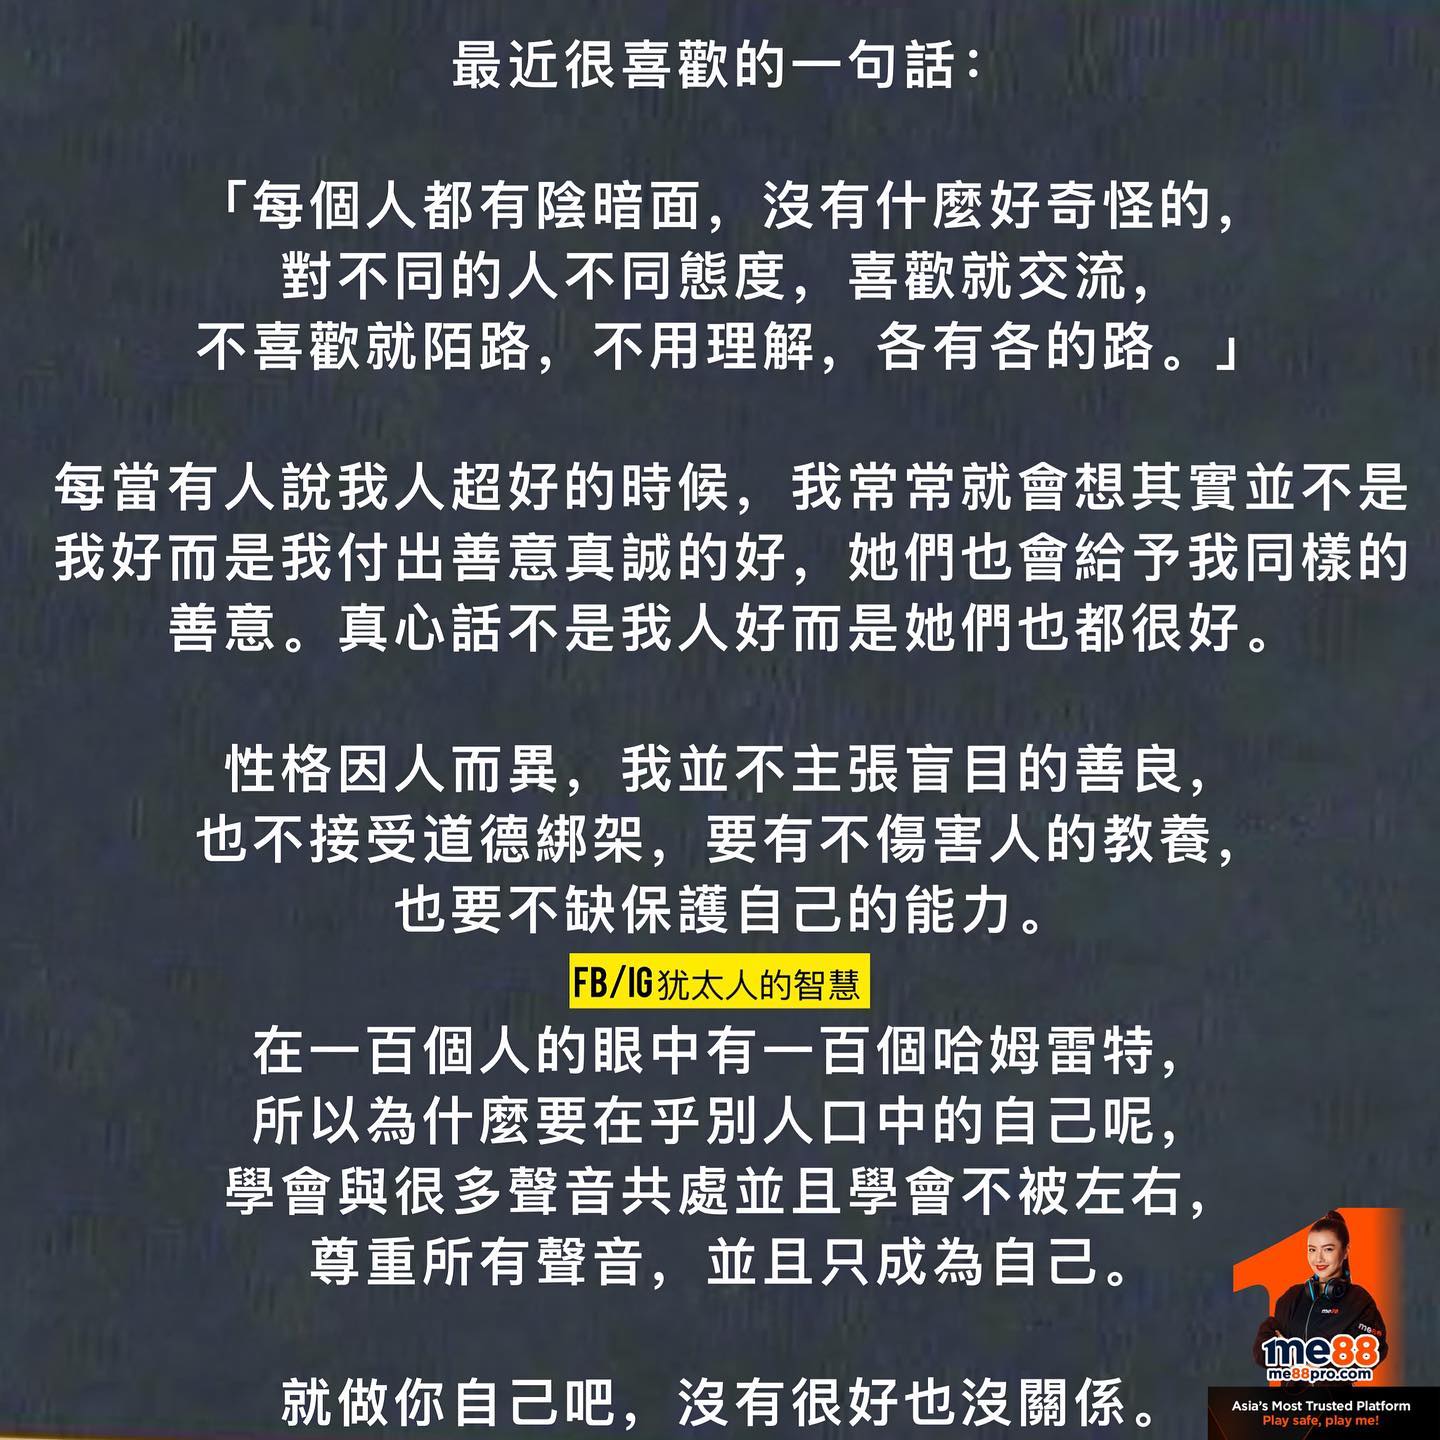 最近很喜歡的一句話：
「每個人都有陰暗面，沒有什麼好奇怪的，
對不同的人不同態度，喜歡就交流，
不喜歡就陌路，不用理解，各有各的路。」
每當有人說我人超好的時候，我常常就會想其實並不是
我好而是我付出善意真誠的好，她們也會給予我同樣的
善意。真心話不是我人好而是她們也都很好。
性格因人而異，我並不主張盲目的善良，
也不接受道德綁架，要有不傷害人的教養，
也要不缺保護自己的能力。
FB/IG犹太人的智慧
在一百個人的眼中有一百個哈姆雷特，
所以為什麼要在乎別人口中的自己呢，
學會與很多聲音共處並且學會不被左右，
尊重所有聲音，並且只成為自己。
就做你自己吧，沒有很好也沒關係。
1
me88
me88
me88
me88pro.com
Asia's Most Trusted Platform
Play safe, play me!